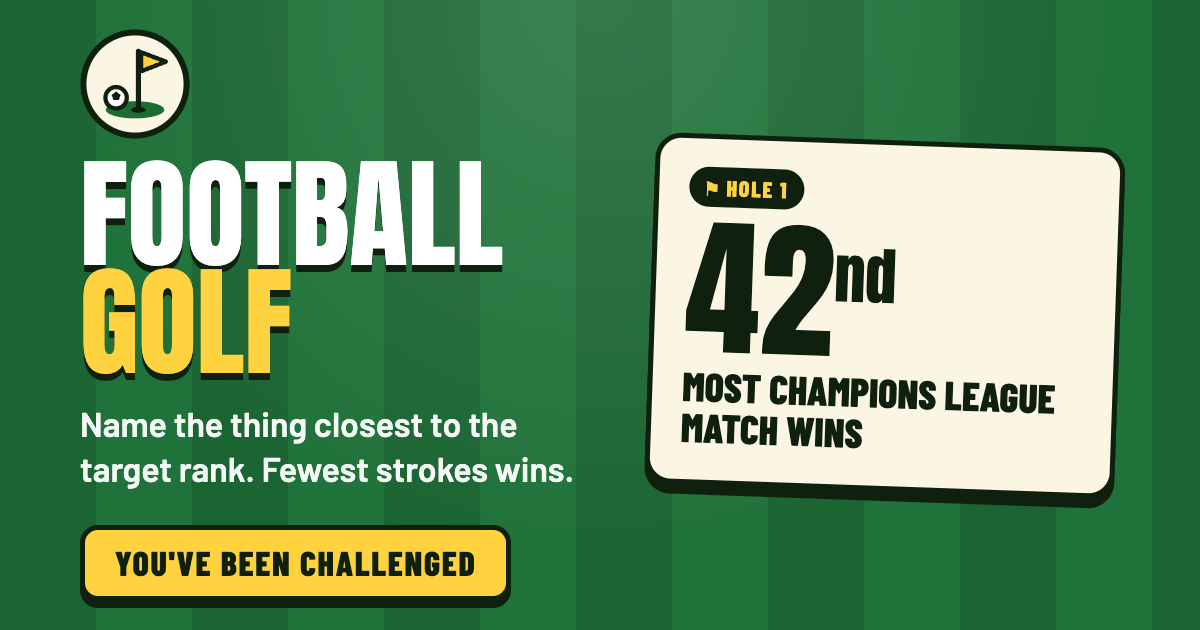 FOOTBALL
GOLF
Name the thing closest to the
target rank. Fewest strokes wins.
YOU'VE BEEN CHALLENGED
HOLE 1
42nd
MOST CHAMPIONS LEAGUE
MATCH WINS